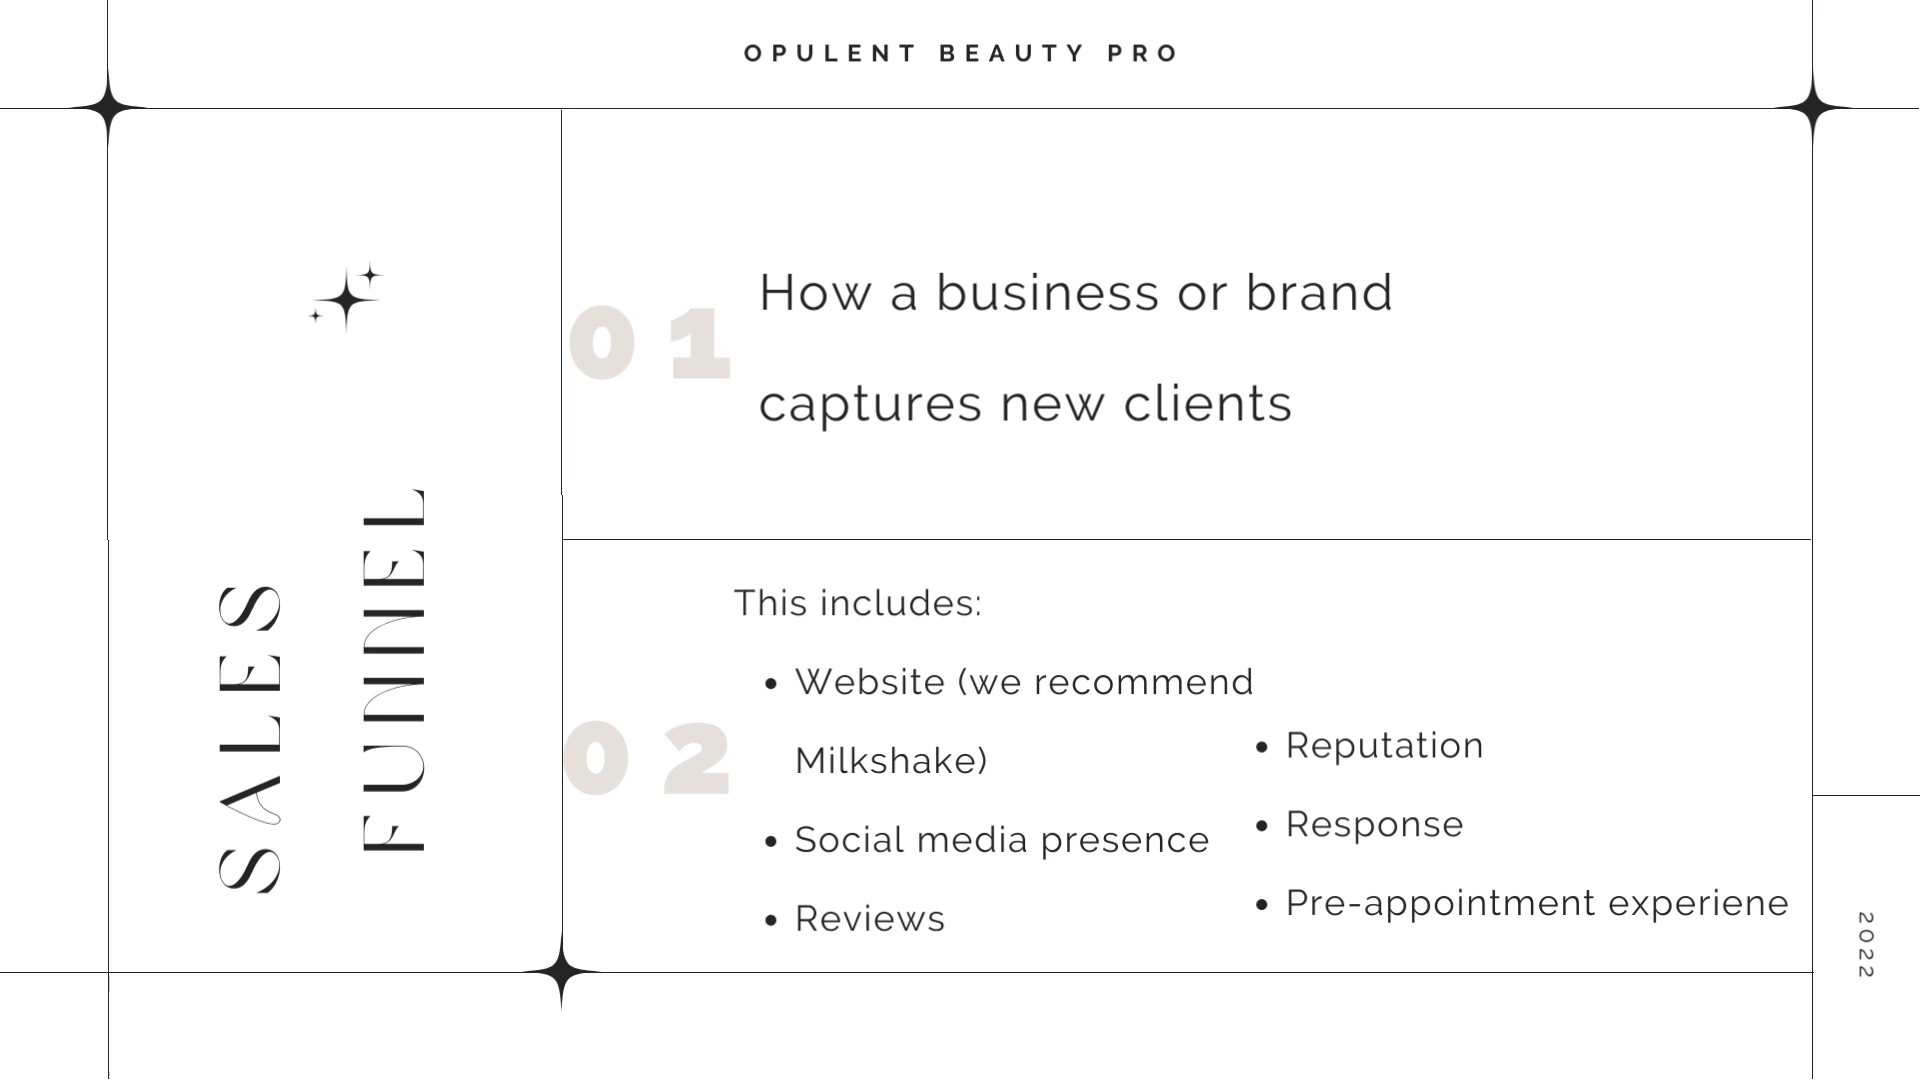 OPULENT BEAUTY PRO
SALES
FUNNEL
01
How a business or brand
captures new clients
02
This includes:
• Website (we recommend
Milkshake)
• Social media presence
• Reviews
• Reputation
• Response
• Pre-appointment experiene
2022